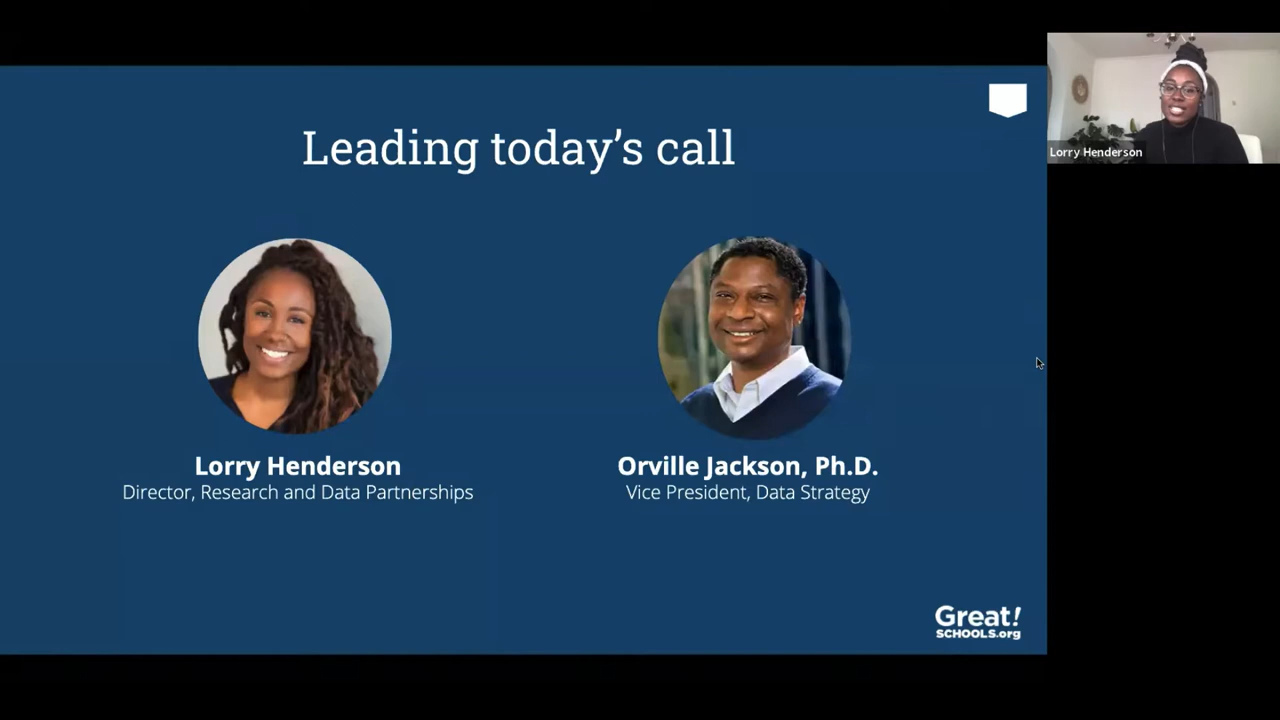 Leading today's call
Lorry Henderson
Lorry Henderson
Director, Research and Data Partnerships
Orville Jackson, Ph.D.
Vice President, Data Strategy
Great!
SCHOOLS.org